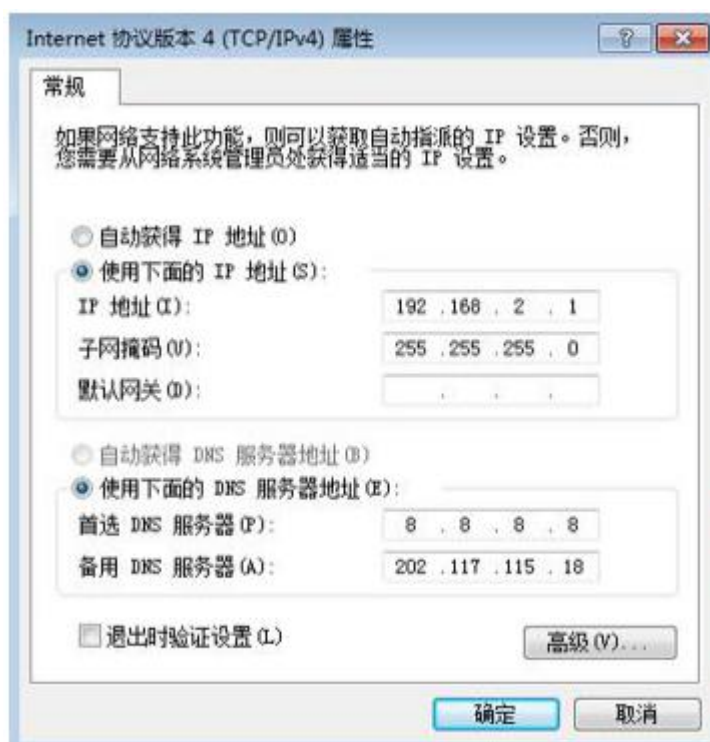 Internet 协议版本 4 (TCP/IPv4) 属性
常规
如果网络支持此功能，则可以获取自动指派的 IP 设置。否则，
您需要从网络系统管理员处获得适当的 IP 设置。
自动获得 IP 地址(O)
使用下面的 IP 地址(S):
IP 地址(I): 192 .168 . 2 . 1
子网掩码(U): 255 .255 .255 . 0
默认网关(D): . . .
自动获得 DNS 服务器地址(B)
使用下面的 DNS 服务器地址(E):
首选 DNS 服务器(P): 8 . 8 . 8 . 8
备用 DNS 服务器(A): 202 .117 .115 . 18
退出时验证设置(L)
高级(V)...
确定 取消